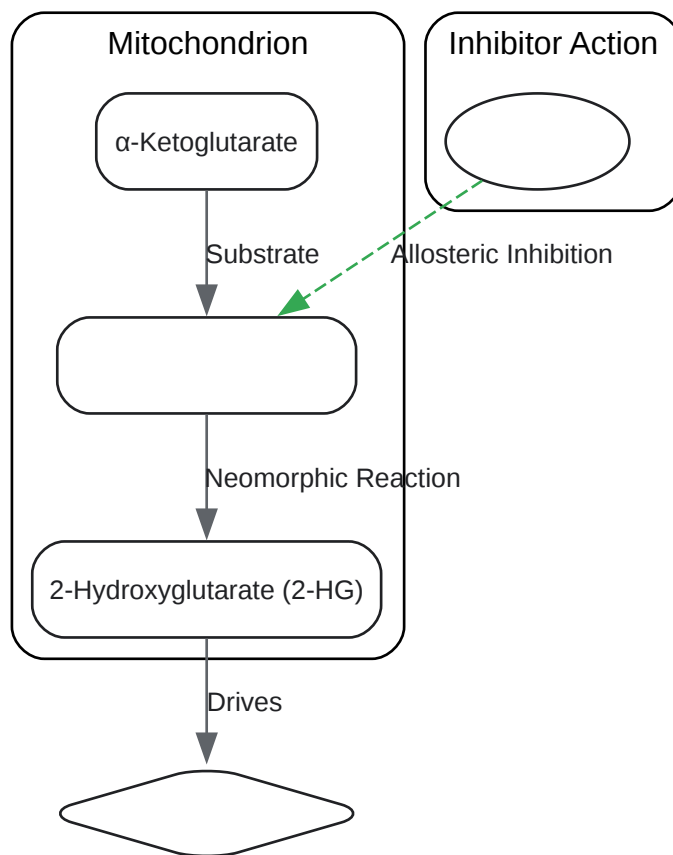 Mitochondrion
Inhibitor Action
α-Ketoglutarate
Substrate
Allosteric Inhibition
Neomorphic Reaction
2-Hydroxyglutarate (2-HG)
Drives